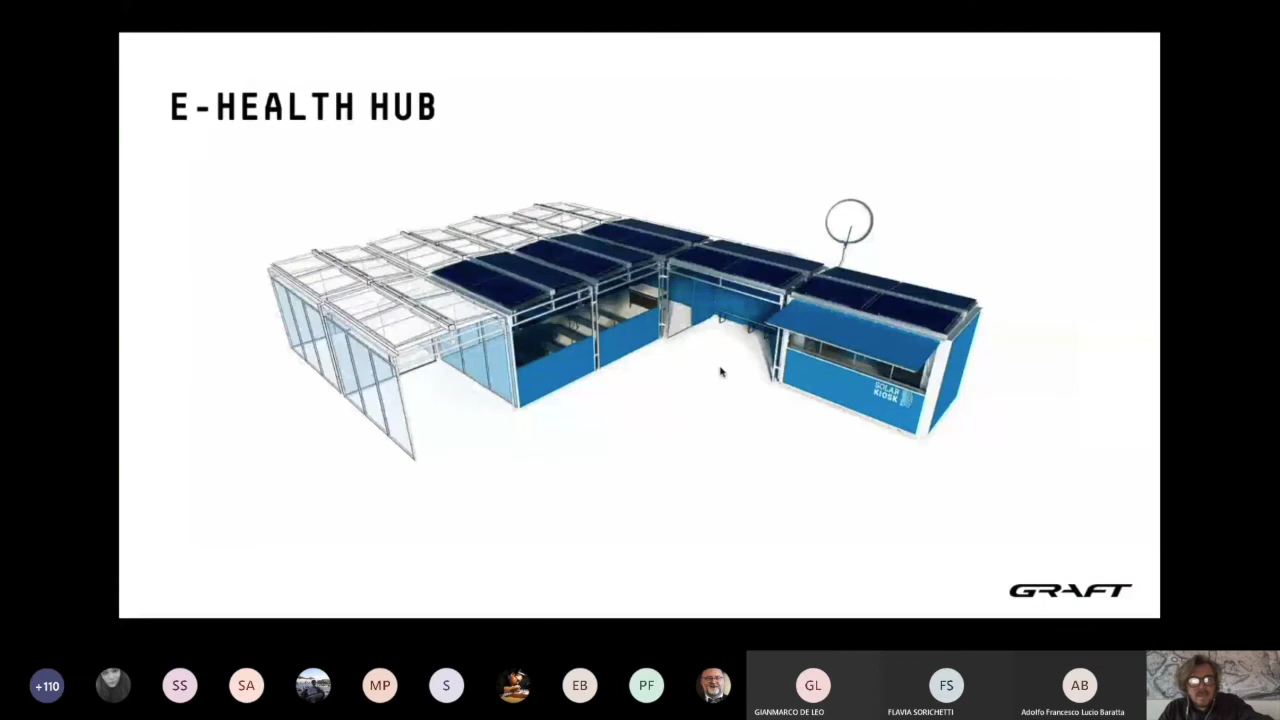 E-HEALTH HUB
SOLAR
KIOSK
GRAFT
+110
SS
SA
MP
S
EB
PF
GL
FS
AB
GIANMARCO DE LEO
FLAVIA SORICHETTI
Adolfo Francesco Lucio Baratta